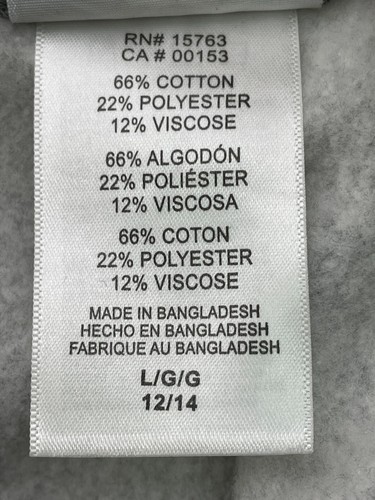 RN# 15763
CA # 00153
66% COTTON
22% POLYESTER
12% VISCOSE
66% ALGODÓN
22% POLIÉSTER
12% VISCOSA
66% COTON
22% POLYESTER
12% VISCOSE
MADE IN BANGLADESH
HECHO EN BANGLADESH
FABRIQUE AU BANGLADESH
L/G/G
12/14